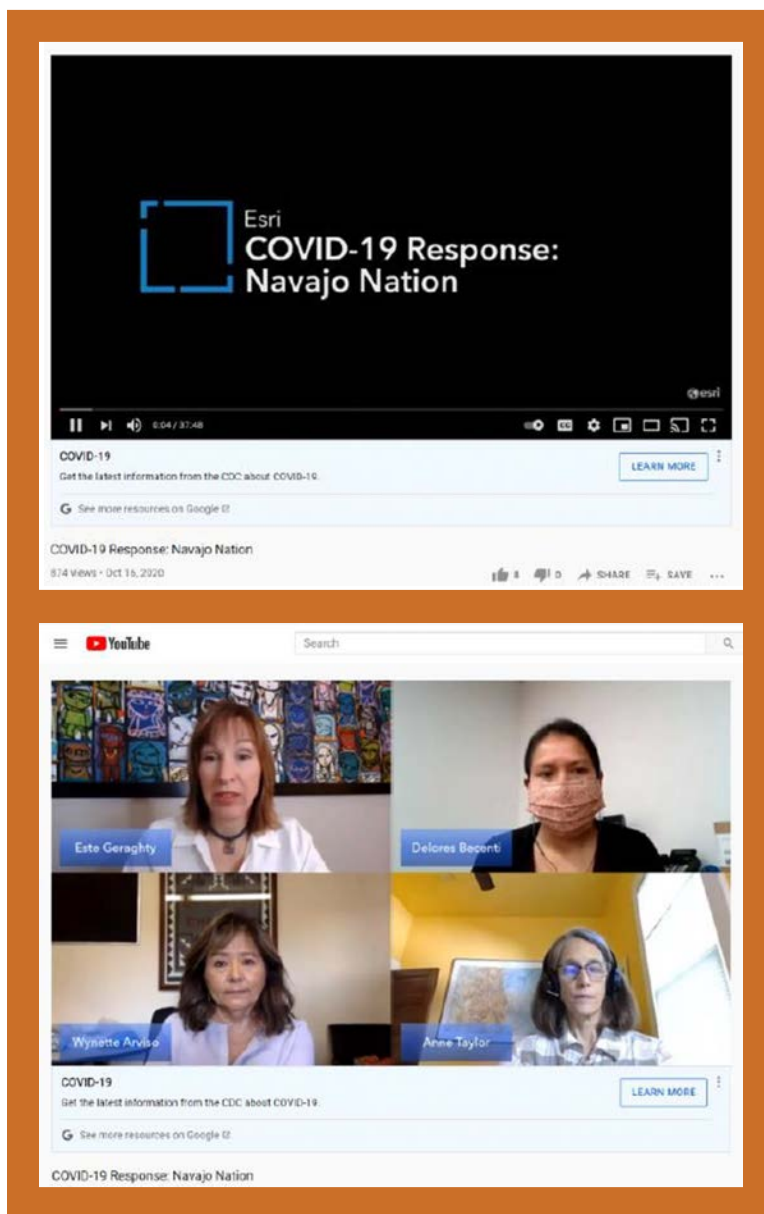 Esri
COVID-19 Response:
Navajo Nation
esri
0:04 / 37:48
CC
COVID-19
Get the latest information from the CDC about COVID-19.
LEARN MORE
G See more resources on Google
COVID-19 Response: Navajo Nation
874 views • Oct 16, 2020
8 0 SHARE SAVE ...
YouTube
Search
Este Geraghty
Delores Becenti
Wynette Arviso
Anne Taylor
COVID-19
Get the latest information from the CDC about COVID-19.
LEARN MORE
G See more resources on Google
COVID-19 Response: Navajo Nation